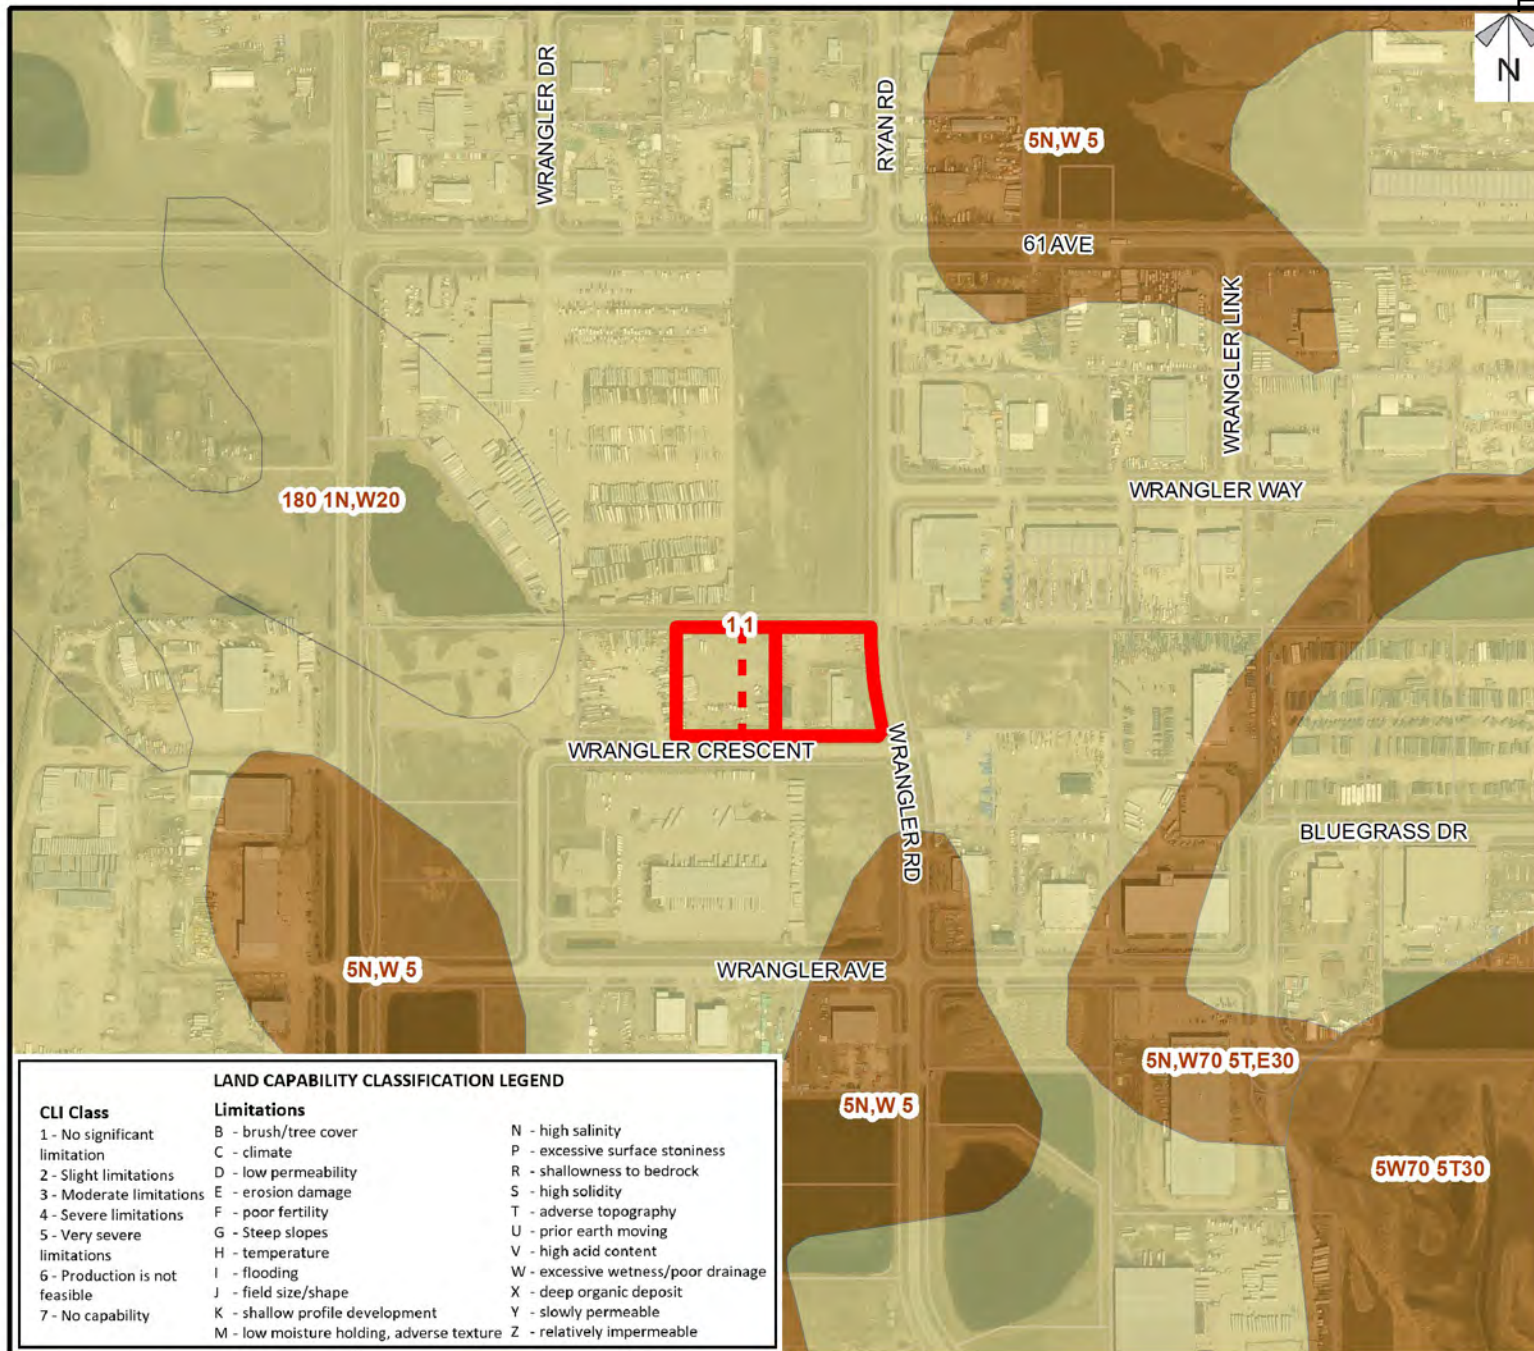 N
WRANGLER DR
RYAN RD
5N,W 5
61 AVE
WRANGLER LINK
180 1N,W20
WRANGLER WAY
1 1
WRANGLER CRESCENT
WRANGLER RD
BLUEGRASS DR
5N,W 5
WRANGLER AVE
5N,W70 5T,E30
5N,W 5
5W70 5T30
LAND CAPABILITY CLASSIFICATION LEGEND
CLI Class
1 - No significant
limitation
2 - Slight limitations
3 - Moderate limitations
4 - Severe limitations
5 - Very severe
limitations
6 - Production is not
feasible
7 - No capability
Limitations
B - brush/tree cover
C - climate
D - low permeability
E - erosion damage
F - poor fertility
G - Steep slopes
H - temperature
I - flooding
J - field size/shape
K - shallow profile development
M - low moisture holding, adverse texture
N - high salinity
P - excessive surface stoniness
R - shallowness to bedrock
S - high solidity
T - adverse topography
U - prior earth moving
V - high acid content
W - excessive wetness/poor drainage
X - deep organic deposit
Y - slowly permeable
Z - relatively impermeable